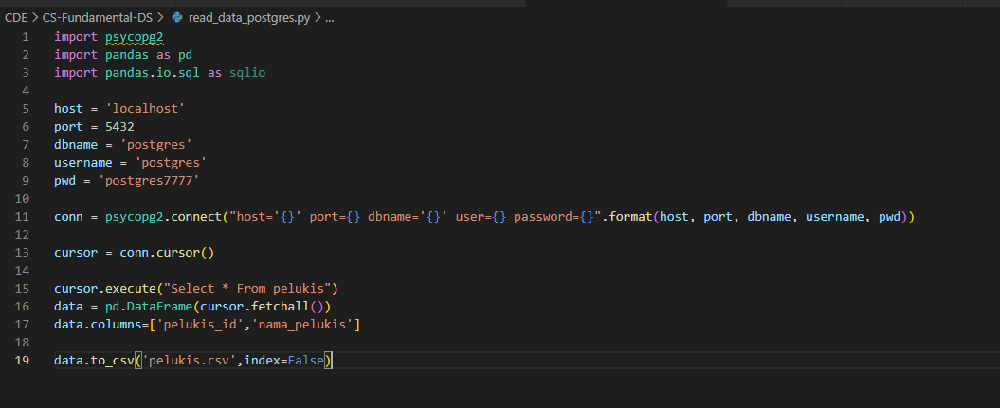 CDE > CS-Fundamental-DS > read_data_postgres.py > ...
1 import psycopg2
2 import pandas as pd
3 import pandas.io.sql as sqlio
4
5 host = 'localhost'
6 port = 5432
7 dbname = 'postgres'
8 username = 'postgres'
9 pwd = 'postgres7777'
10
11 conn = psycopg2.connect("host='{}' port={} dbname='{}' user={} password={}".format(host, port, dbname, username, pwd))
12
13 cursor = conn.cursor()
14
15 cursor.execute("Select * From pelukis")
16 data = pd.DataFrame(cursor.fetchall())
17 data.columns=['pelukis_id','nama_pelukis']
18
19 data.to_csv('pelukis.csv',index=False)